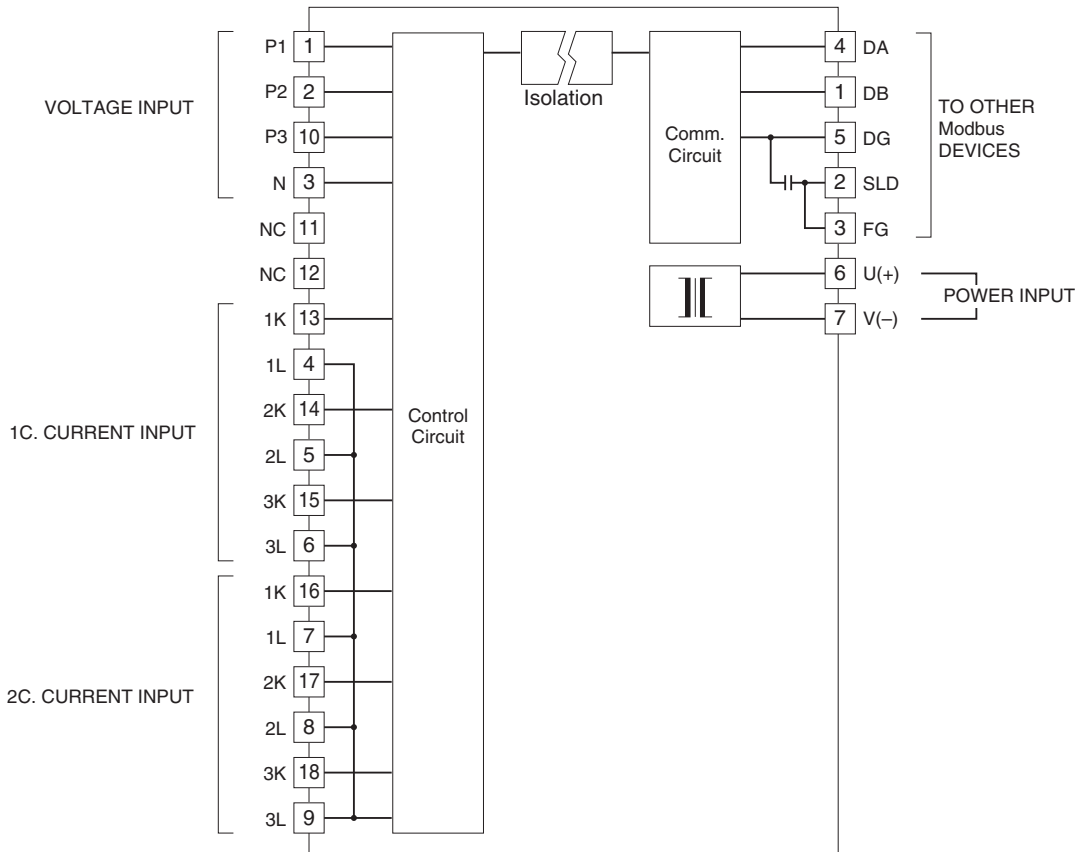 P1 1
P2 2
VOLTAGE INPUT
P3 10
N 3
NC 11
NC 12
1K 13
1L 4
2K 14
1C. CURRENT INPUT
2L 5
3K 15
3L 6
1K 16
1L 7
2K 17
2C. CURRENT INPUT
2L 8
3K 18
3L 9
Control
Circuit
Isolation
Comm.
Circuit
4 DA
1 DB
5 DG
2 SLD
3 FG
TO OTHER
Modbus
DEVICES
6 U(+)
7 V(–)
POWER INPUT